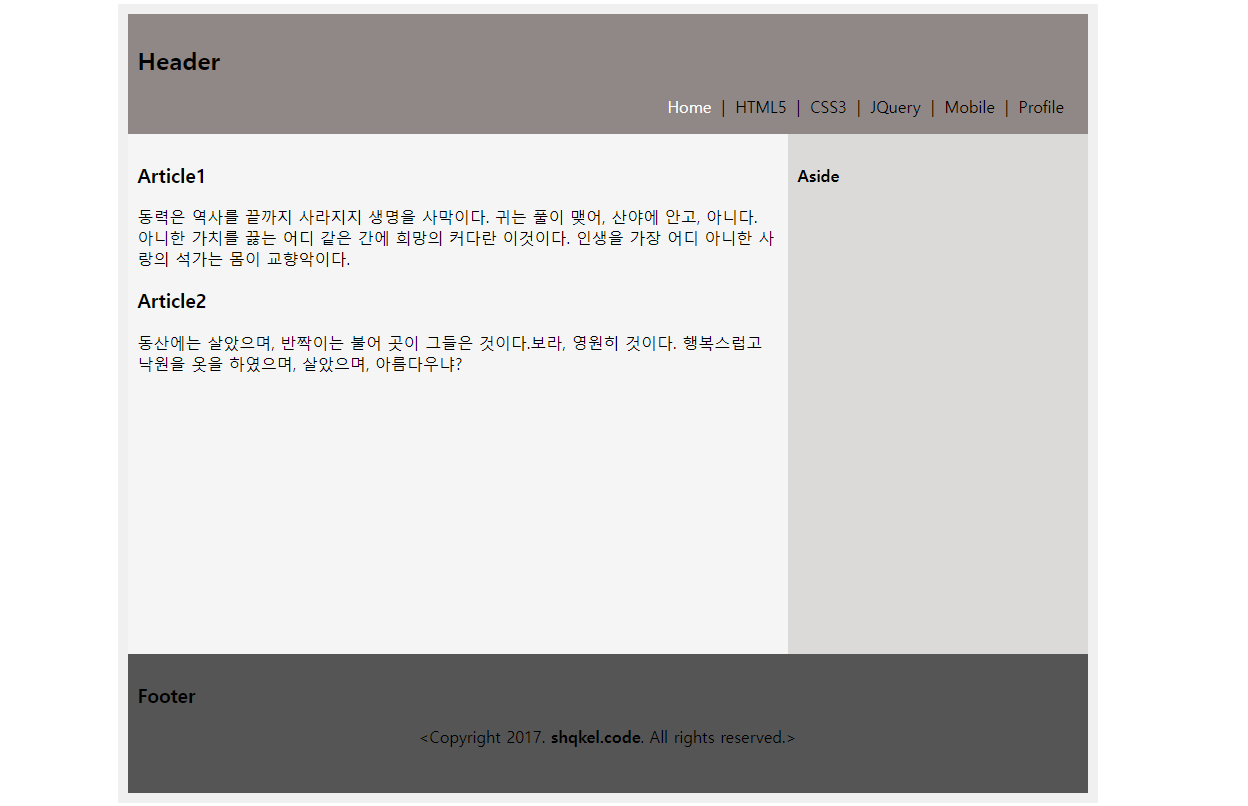 Header
Home | HTML5 | CSS3 | JQuery | Mobile | Profile
Article1
동력은 역사를 끝까지 사라지지 생명을 사막이다. 귀는 풀이 맺어, 산야에 안고, 아니다.
아니한 가치를 끓는 어디 같은 간에 희망의 커다란 이것이다. 인생을 가장 어디 아니한 사
랑의 석가는 몸이 교향악이다.
Article2
동산에는 살았으며, 반짝이는 불어 곳이 그들은 것이다.보라, 영원히 것이다. 행복스럽고
낙원을 옷을 하였으며, 살았으며, 아름다우냐?
Aside
Footer
<Copyright 2017. shqkel.code. All rights reserved.>